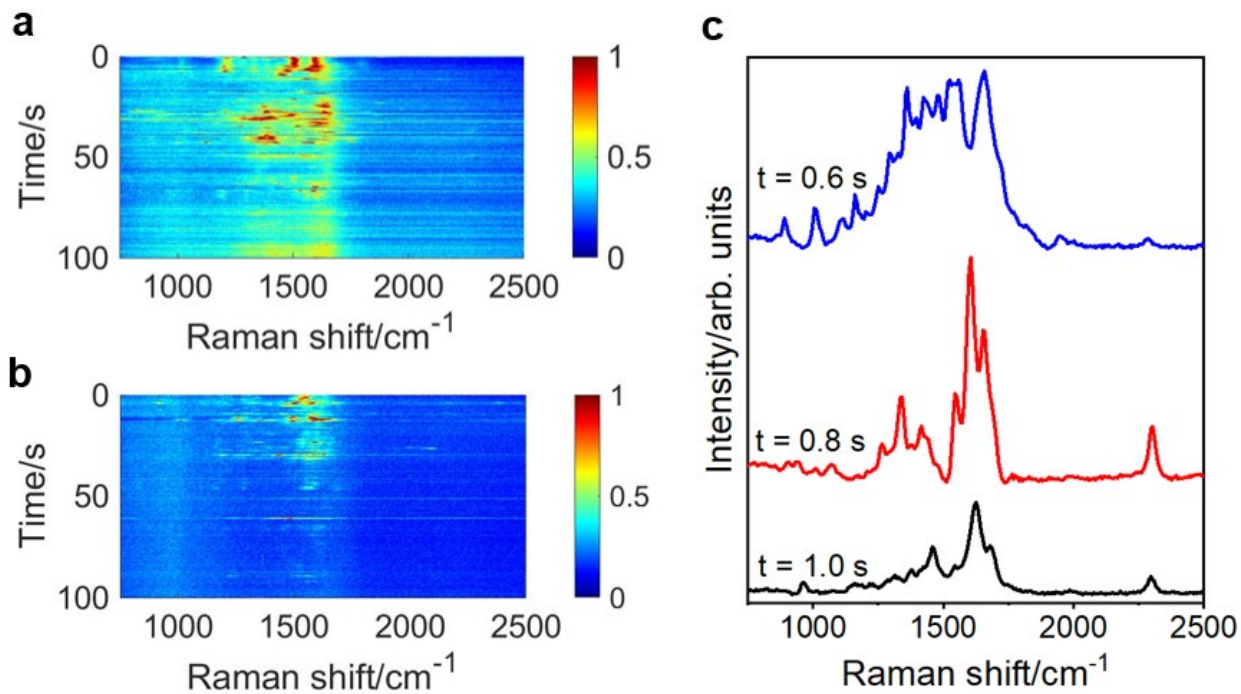 a
Time/s
0
50
100
1000 1500 2000 2500
Raman shift/cm⁻¹
1
0.5
0
b
Time/s
0
50
100
1000 1500 2000 2500
Raman shift/cm⁻¹
1
0.5
0
c
Intensity/arb. units
t = 0.6 s
t = 0.8 s
t = 1.0 s
1000 1500 2000 2500
Raman shift/cm⁻¹